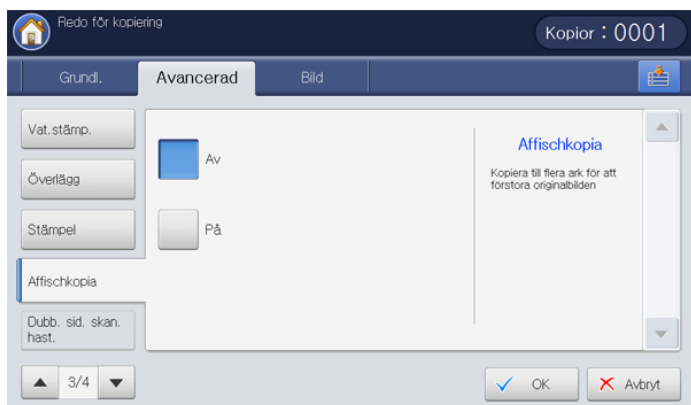 Redo för kopiering
Kopior : 0001
Grundl.
Avancerad
Bild
Vat.stämp.
Överlägg
Stämpel
Affischkopia
Dubb. sid. skan.
hast.
3/4
Av
På
Affischkopia
Kopiera till flera ark för att
förstora originalbilden
OK
Avbryt